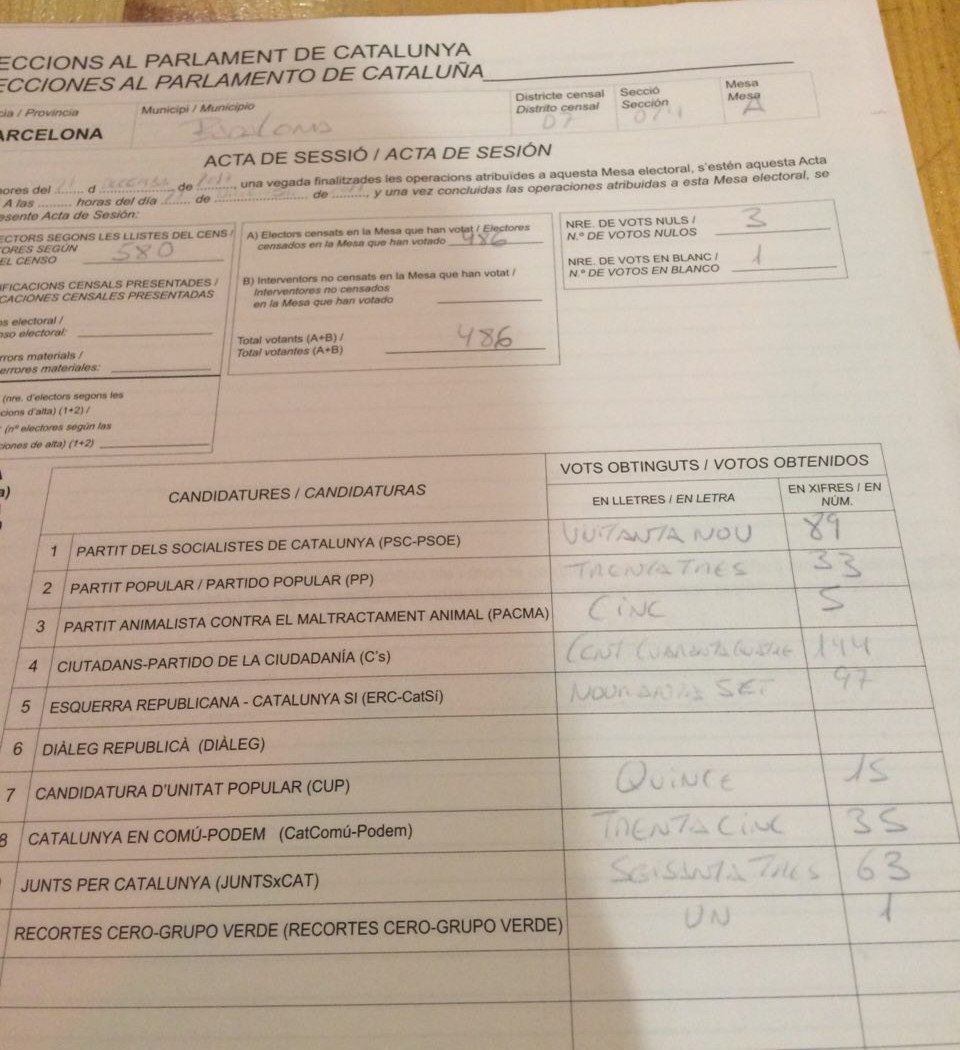 ECCIONS AL PARLAMENT DE CATALUNYA
ECCIONES AL PARLAMENTO DE CATALUÑA
cia / Provincia
ARCELONA
Municipi / Municipio
Districte censal
Distrito censal
07
Secció
Sección
Mesa
Mesa
A
ACTA DE SESSIÓ / ACTA DE SESIÓN
hores del d de , una vegada finalitzades les operacions atribuïdes a aquesta Mesa electoral, s'estén aquesta Acta
A las horas del día de de , y una vez concluidas las operaciones atribuidas a esta Mesa electoral, se
esente Acta de Sesión:
ECTORS SEGONS LES LLISTES DEL CENS /
TORES SEGÚN
EL CENSO 580
IFICACIONS CENSALS PRESENTADES /
CACIONES CENSALES PRESENTADAS
ns electoral /
nso electoral:
rrors materials /
errores materiales:
(nre. d'electors segons les
cions d'alta) (1+2) /
(nº electores según las
ciones de alta) (1+2)
A) Electors censats en la Mesa que han votat / Electores
censados en la Mesa que han votado 486
B) Interventors no censats en la Mesa que han votat /
Interventores no censados
en la Mesa que han votado
Total votants (A+B) /
Total votantes (A+B) 486
NRE. DE VOTS NULS /
N.º DE VOTOS NULOS 3
NRE. DE VOTS EN BLANC /
N.º DE VOTOS EN BLANCO 1
a)
CANDIDATURES / CANDIDATURAS
VOTS OBTINGUTS / VOTOS OBTENIDOS
EN LLETRES / EN LETRA
EN XIFRES / EN
NÚM.
1 PARTIT DELS SOCIALISTES DE CATALUNYA (PSC-PSOE) VUITANTA NOU 89
2 PARTIT POPULAR / PARTIDO POPULAR (PP) TRENTA TRES 33
3 PARTIT ANIMALISTA CONTRA EL MALTRACTAMENT ANIMAL (PACMA) CINC 5
4 CIUTADANS-PARTIDO DE LA CIUDADANÍA (C's) CENT 144
5 ESQUERRA REPUBLICANA - CATALUNYA SI (ERC-CatSí) SET 97
6 DIÀLEG REPUBLICÀ (DIÀLEG)
7 CANDIDATURA D'UNITAT POPULAR (CUP) QUINCE 15
8 CATALUNYA EN COMÚ-PODEM (CatComú-Podem) TRENTA CINC 35
JUNTS PER CATALUNYA (JUNTSxCAT) TRES 63
RECORTES CERO-GRUPO VERDE (RECORTES CERO-GRUPO VERDE) UN 1